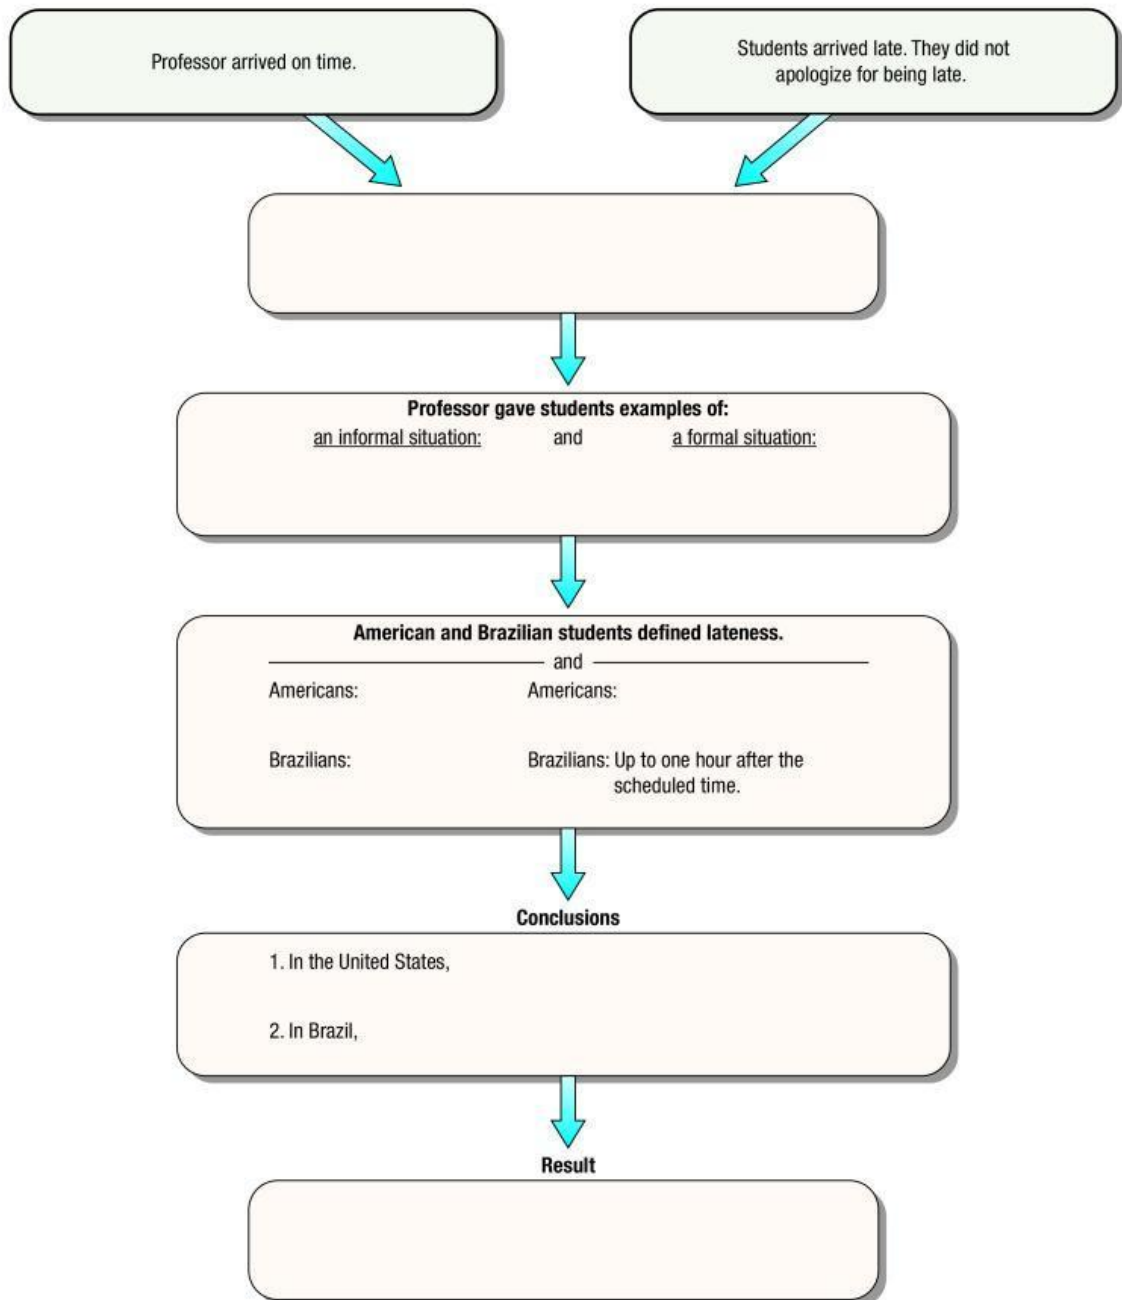 Professor arrived on time.
Students arrived late. They did not
apologize for being late.
Professor gave students examples of:
an informal situation: and a formal situation:
American and Brazilian students defined lateness.
and
Americans: Americans:
Brazilians: Brazilians: Up to one hour after the
scheduled time.
Conclusions
1. In the United States,
2. In Brazil,
Result